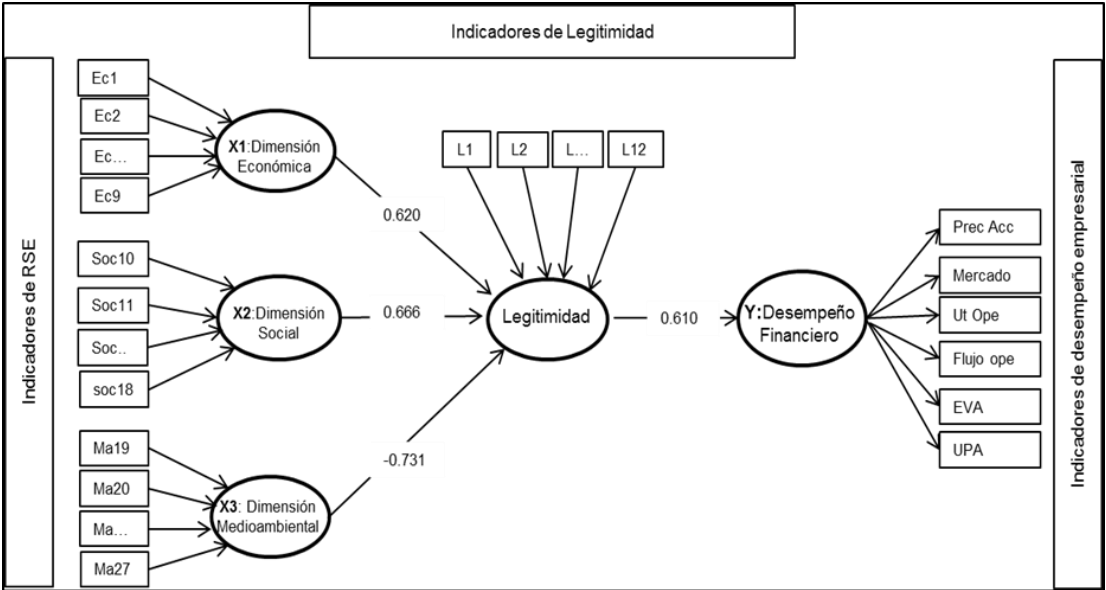 Indicadores de Legitimidad
Indicadores de RSE
Ec1
Ec2
Ec...
Ec9
X1:Dimensión
Económica
Soc10
Soc11
Soc..
soc18
X2:Dimensión
Social
Ma19
Ma20
Ma...
Ma27
X3: Dimensión
Medioambiental
0.620
0.666
-0.731
L1
L2
L...
L12
Legitimidad
0.610
Y:Desempeño
Financiero
Prec Acc
Mercado
Ut Ope
Flujo ope
EVA
UPA
Indicadores de desempeño empresarial